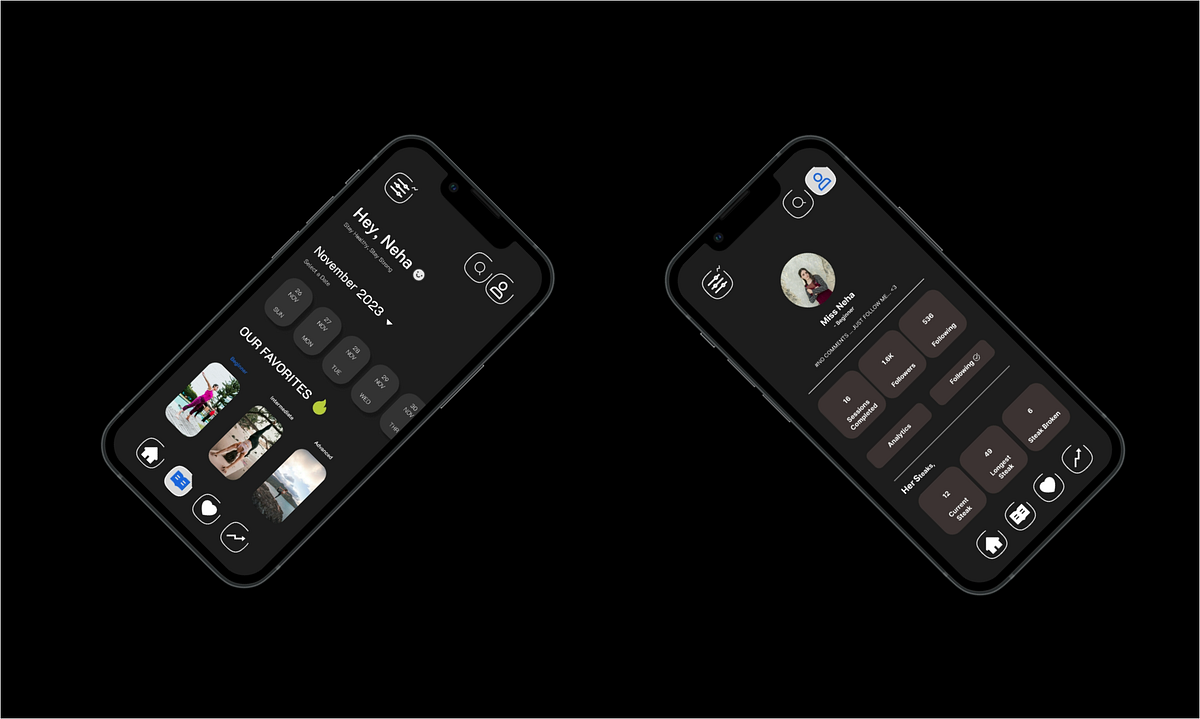 Hey, Neha
Stay Healthy, Stay Strong
November 2023
Select a Date
26
NOV
SUN
27
NOV
MON
28
NOV
TUE
29
NOV
WED
30
NOV
THR
OUR FAVORITES
Beginner
Intermediate
Advanced
Miss Neha
- Beginner
#NO COMMENTS ... JUST FOLLOW ME... <3
16
Sessions
Completed
1.6K
Followers
536
Following
Analytics
Following
Her Steaks,
12
Current
Steak
49
Longest
Steak
6
Steak Broken